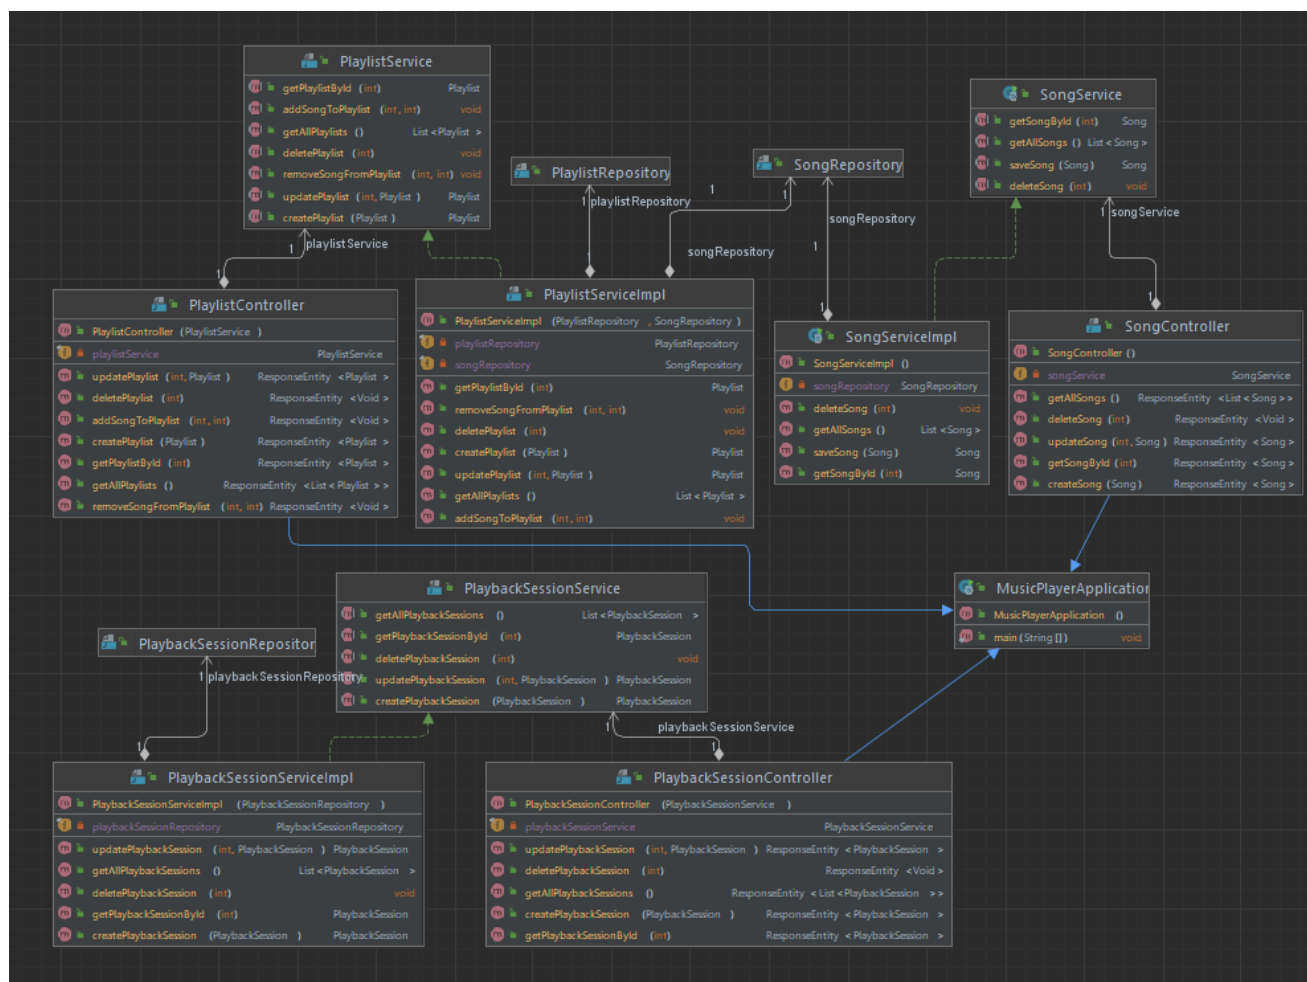 PlaylistService
getPlaylistById (int) Playlist
addSongToPlaylist (int, int) void
getAllPlaylists () List <Playlist >
deletePlaylist (int) void
removeSongFromPlaylist (int, int) void
updatePlaylist (int, Playlist ) Playlist
createPlaylist (Playlist ) Playlist
SongService
getSongById (int) Song
getAllSongs () List < Song >
saveSong (Song ) Song
deleteSong (int) void
PlaylistRepository
SongRepository
1 playlistRepository
1
1
songRepository
1
1
songRepository
1 songService
1
1 playlistService
1
1
1
1
1
PlaylistController
PlaylistController (PlaylistService )
playlistService PlaylistService
updatePlaylist (int, Playlist ) ResponseEntity <Playlist >
deletePlaylist (int) ResponseEntity <Void >
addSongToPlaylist (int, int) ResponseEntity <Void >
createPlaylist (Playlist ) ResponseEntity <Playlist >
getPlaylistById (int) ResponseEntity <Playlist >
getAllPlaylists () ResponseEntity <List < Playlist > >
removeSongFromPlaylist (int, int) ResponseEntity <Void >
PlaylistServiceImpl
PlaylistServiceImpl (PlaylistRepository , SongRepository )
playlistRepository PlaylistRepository
songRepository SongRepository
getPlaylistById (int) Playlist
removeSongFromPlaylist (int, int) void
deletePlaylist (int) void
createPlaylist (Playlist ) Playlist
updatePlaylist (int, Playlist ) Playlist
getAllPlaylists () List < Playlist >
addSongToPlaylist (int, int) void
SongServiceImpl
SongServiceImpl ()
songRepository SongRepository
deleteSong (int) void
getAllSongs () List < Song >
saveSong (Song ) Song
getSongById (int) Song
SongController
SongController ()
songService SongService
getAllSongs () ResponseEntity < List < Song > >
deleteSong (int) ResponseEntity < Void >
updateSong (int, Song ) ResponseEntity < Song >
getSongById (int) ResponseEntity < Song >
createSong (Song ) ResponseEntity < Song >
PlaybackSessionService
getAllPlaybackSessions () List <PlaybackSession >
getPlaybackSessionById (int) PlaybackSession
deletePlaybackSession (int) void
updatePlaybackSession (int, PlaybackSession ) PlaybackSession
createPlaybackSession (PlaybackSession ) PlaybackSession
MusicPlayerApplication
MusicPlayerApplication ()
main (String []) void
PlaybackSessionRepositor
1 playbackSessionRepository
1
1
playbackSessionService
1
PlaybackSessionServiceImpl
PlaybackSessionServiceImpl (PlaybackSessionRepository )
playbackSessionRepository PlaybackSessionRepository
updatePlaybackSession (int, PlaybackSession ) PlaybackSession
getAllPlaybackSessions () List <PlaybackSession >
deletePlaybackSession (int) void
getPlaybackSessionById (int) PlaybackSession
createPlaybackSession (PlaybackSession ) PlaybackSession
PlaybackSessionController
PlaybackSessionController (PlaybackSessionService )
playbackSessionService PlaybackSessionService
updatePlaybackSession (int, PlaybackSession ) ResponseEntity < PlaybackSession >
deletePlaybackSession (int) ResponseEntity <Void >
getAllPlaybackSessions () ResponseEntity < List < PlaybackSession > >
createPlaybackSession (PlaybackSession ) ResponseEntity < PlaybackSession >
getPlaybackSessionById (int) ResponseEntity < PlaybackSession >